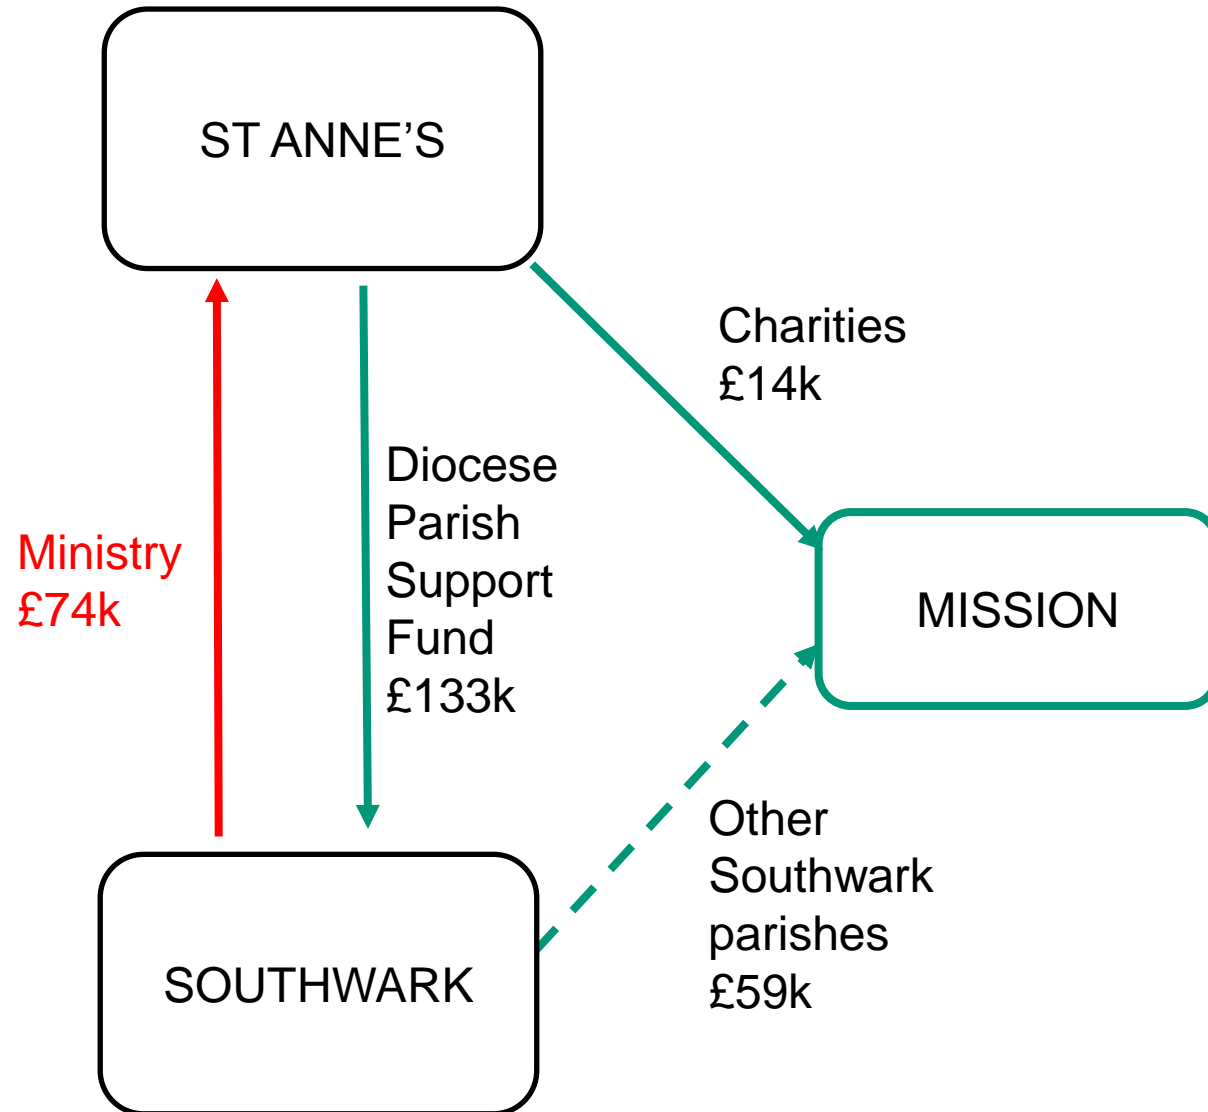 ST ANNE’S
Charities
£14k
Diocese
Parish
Support
Fund
£133k
Ministry
£74k
MISSION
Other
Southwark
parishes
£59k
SOUTHWARK